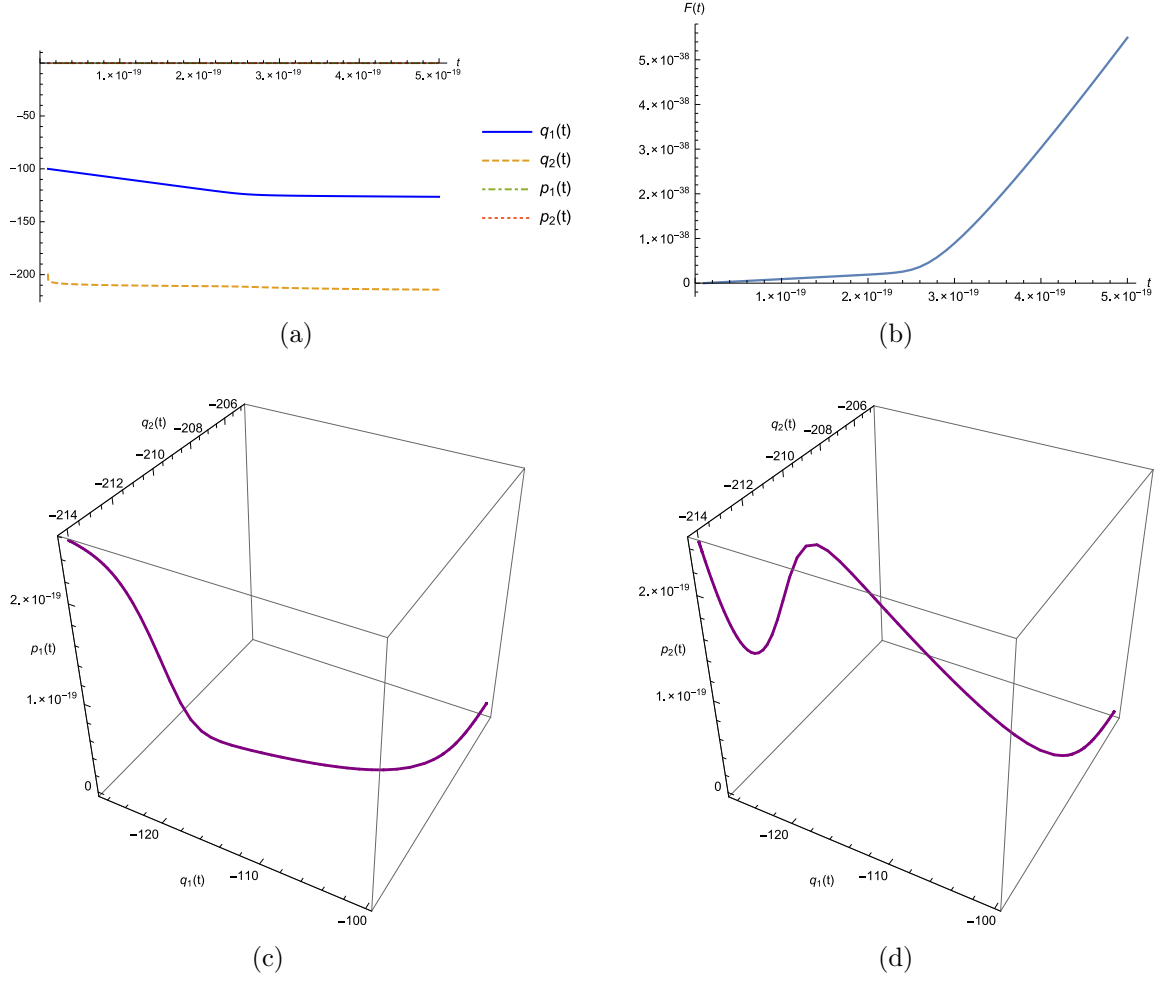 F(t)
t
1.×10⁻¹⁹ 2.×10⁻¹⁹ 3.×10⁻¹⁹ 4.×10⁻¹⁹ 5.×10⁻¹⁹
-50
-100
-150
-200
q₁(t)
q₂(t)
p₁(t)
p₂(t)
(a)
5.×10⁻³⁸
4.×10⁻³⁸
3.×10⁻³⁸
2.×10⁻³⁸
1.×10⁻³⁸
0
t
1.×10⁻¹⁹ 2.×10⁻¹⁹ 3.×10⁻¹⁹ 4.×10⁻¹⁹ 5.×10⁻¹⁹
(b)
-206
-208
q₂(t)
-210
-212
-214
2.×10⁻¹⁹
p₁(t)
1.×10⁻¹⁹
0
-120
-110
q₁(t)
-100
(c)
-206
-208
q₂(t)
-210
-212
-214
2.×10⁻¹⁹
p₂(t)
1.×10⁻¹⁹
0
-120
-110
q₁(t)
-100
(d)